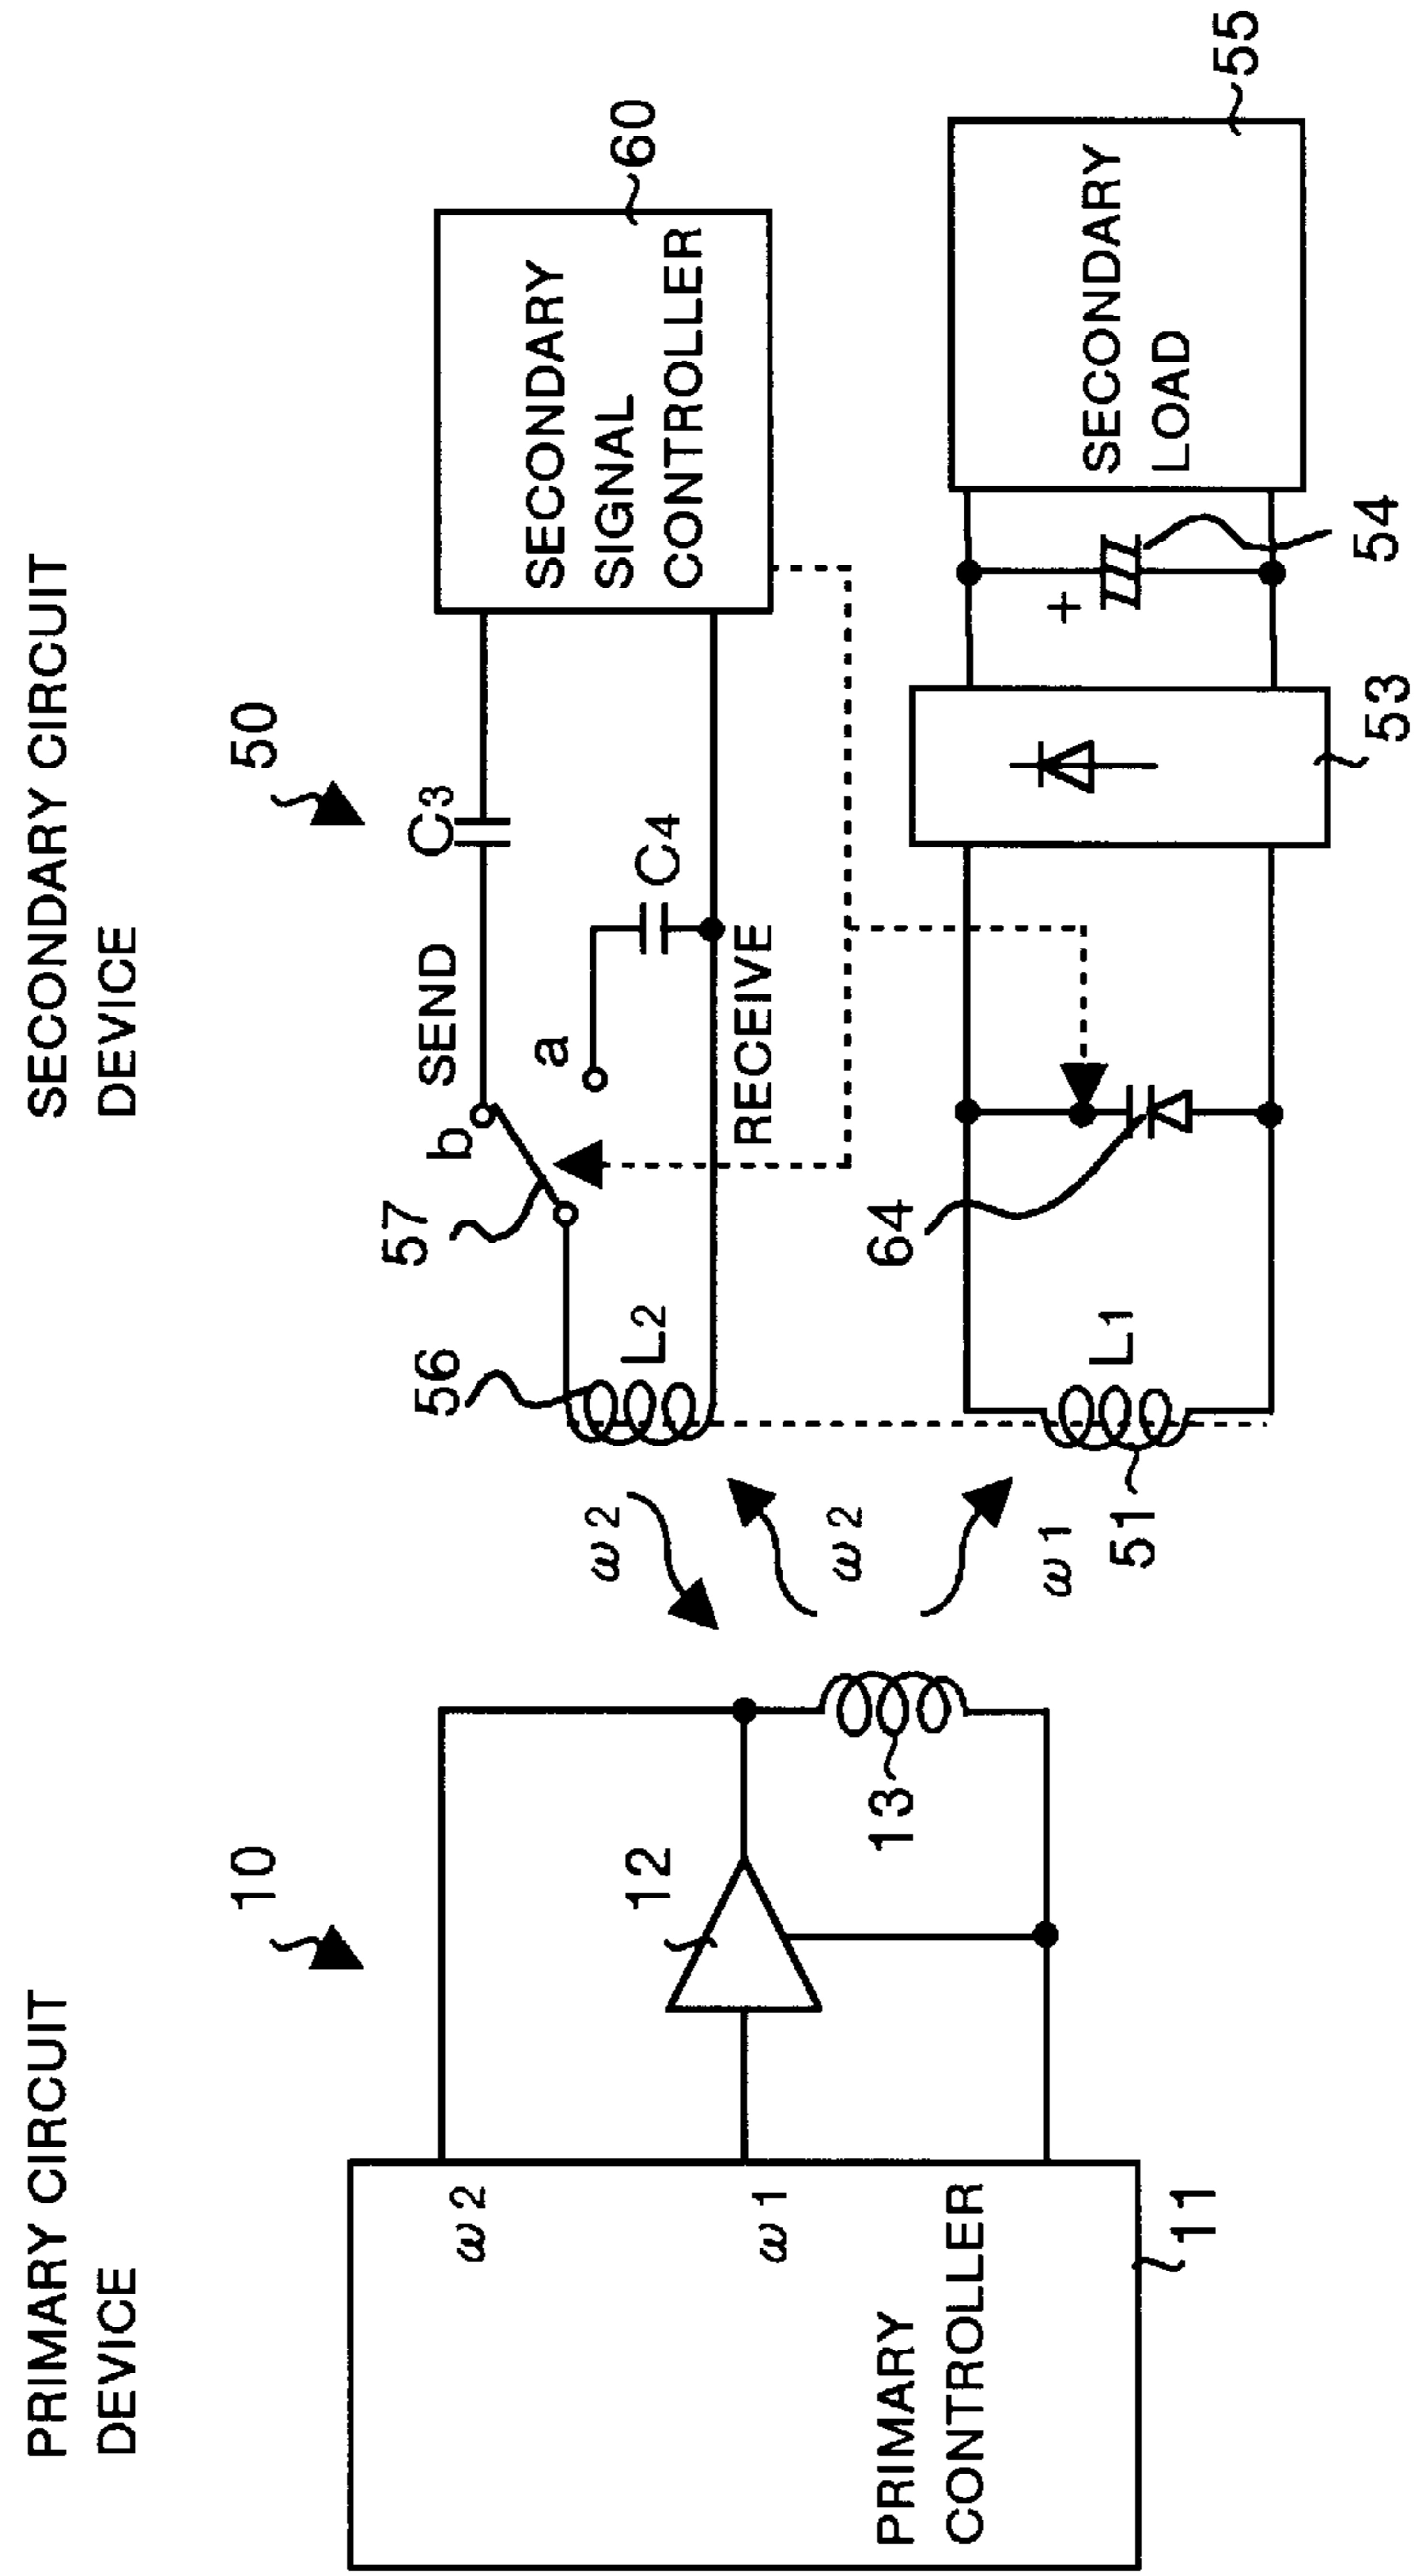 PRIMARY CIRCUIT
DEVICE
SECONDARY CIRCUIT
DEVICE
10
50
ω2
ω1
PRIMARY
CONTROLLER
11
12
13
ω2
ω2
ω1
56
L2
57
b
SEND
a
C3
C4
RECEIVE
SECONDARY
SIGNAL
CONTROLLER
60
51
L1
64
53
+
54
SECONDARY
LOAD
55